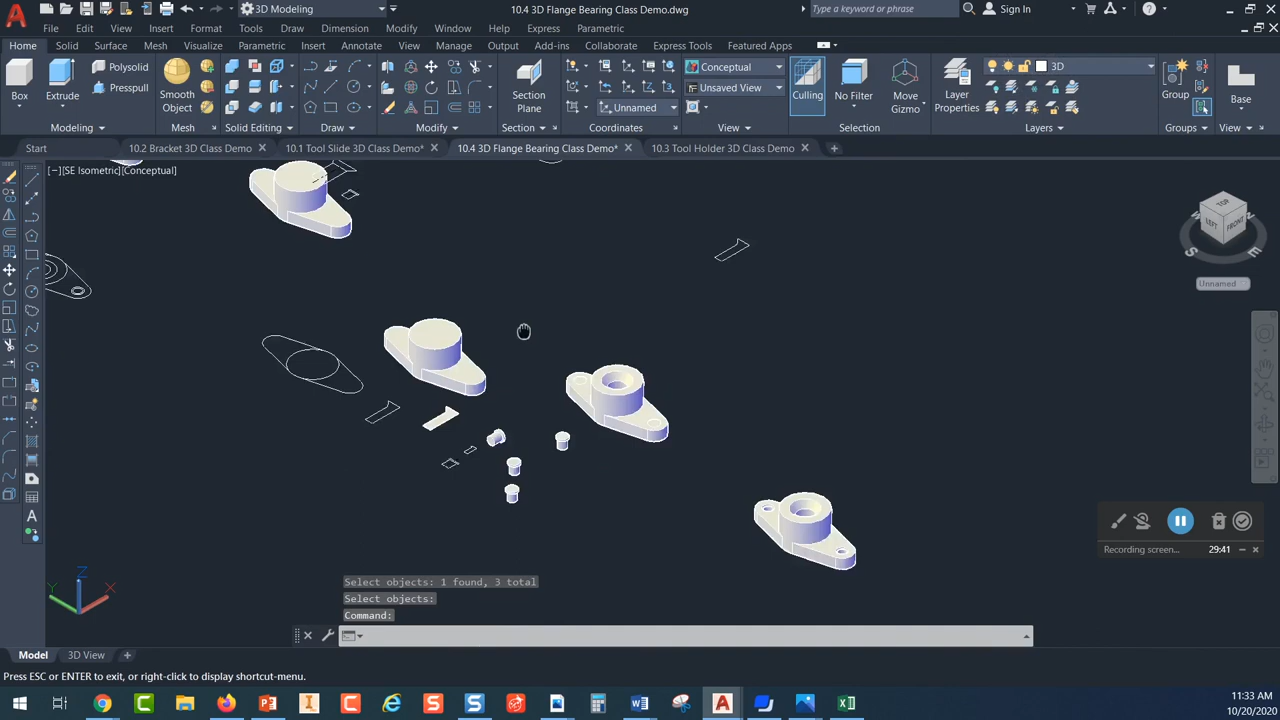 3D Modeling
10.4 3D Flange Bearing Class Demo.dwg
Type a keyword or phrase
Sign In
File Edit View Insert Format Tools Draw Dimension Modify Window Help Express Parametric
Home Solid Surface Mesh Visualize Parametric Insert Annotate View Manage Output Add-ins Collaborate Express Tools Featured Apps
Box
Extrude
Polysolid
Presspull
Smooth
Object
Section
Plane
Unnamed
Conceptual
Unsaved View
Culling
No Filter
Move
Gizmo
Layer
Properties
3D
Group
Base
Modeling Mesh Solid Editing Draw Modify Section Coordinates View Selection Layers Groups View
Start 10.2 Bracket 3D Class Demo* 10.1 Tool Slide 3D Class Demo* 10.4 3D Flange Bearing Class Demo* 10.3 Tool Holder 3D Class Demo*
[−][SE Isometric][Conceptual]
TOP
LEFT
FRONT
S
E
Unnamed
Recording screen... 29:41
Z
Y
X
Select objects: 1 found, 3 total
Select objects:
Command:
Model 3D View
Press ESC or ENTER to exit, or right-click to display shortcut-menu.
11:33 AM
10/20/2020